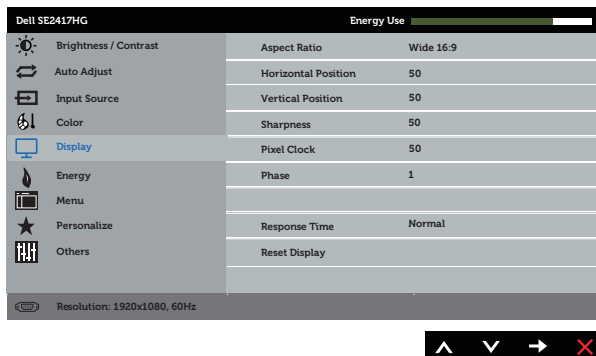 Dell SE2417HG Energy Use
Brightness / Contrast
Auto Adjust
Input Source
Color
Display
Energy
Menu
Personalize
Others
Aspect Ratio Wide 16:9
Horizontal Position 50
Vertical Position 50
Sharpness 50
Pixel Clock 50
Phase 1
Response Time Normal
Reset Display
Resolution: 1920x1080, 60Hz